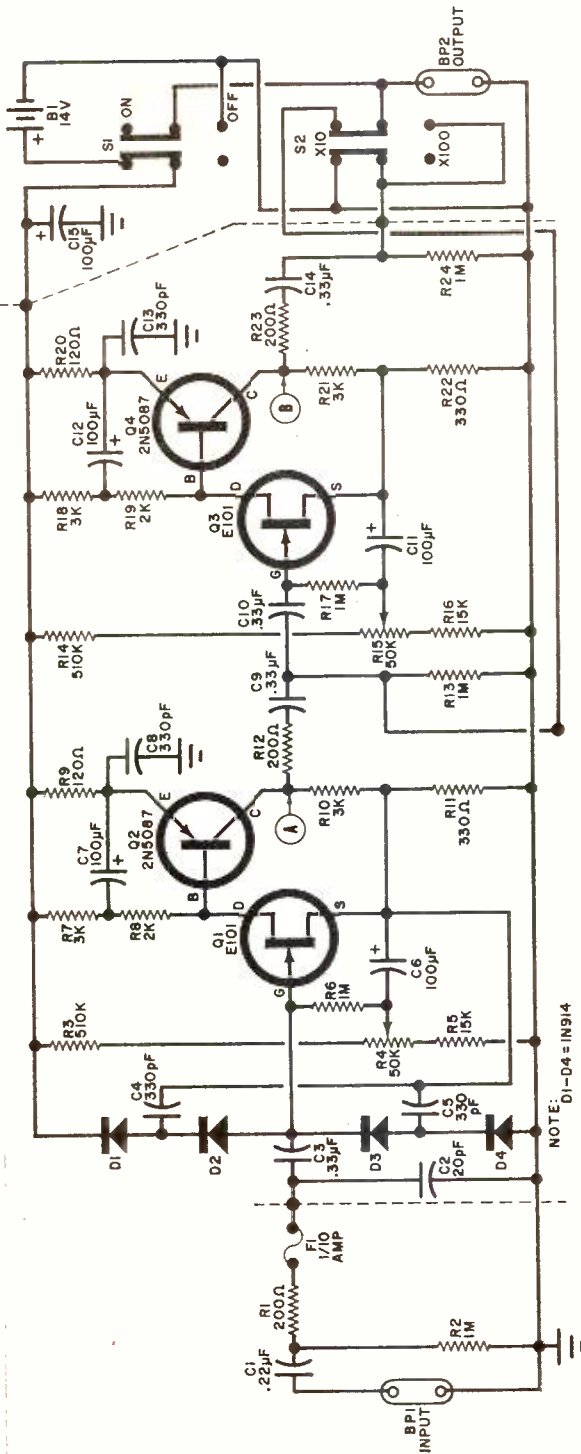 BP1
INPUT
C1
.22µF
R1
200Ω
R2
1M
F1
1/10
AMP
C3
.33µF
C2
20pF
D1
D2
D3
D4
C4
330pF
C5
330
pF
NOTE:
D1-D4=1N914
R3
510K
R4
50K
R5
15K
R6
1M
C6
100µF
+
R7
3K
R8
2K
C7
100µF
+
R9
120Ω
C8
330pF
Q2
2N5087
E
B
C
Q1
E101
D
G
S
A
R10
3K
R11
330Ω
R12
200Ω
C9
.33µF
R13
1M
R14
510K
R15
50K
R16
15K
C10
.33µF
R17
1M
C11
100µF
+
R18
3K
R19
2K
C12
100µF
+
R20
120Ω
C13
330pF
Q4
2N5087
E
B
C
Q3
E101
D
G
S
B
R21
3K
R22
330Ω
R23
200Ω
C14
.33µF
R24
1M
C15
100µF
+
B1
14V
+
S1
ON
OFF
S2
X10
X100
BP2
OUTPUT